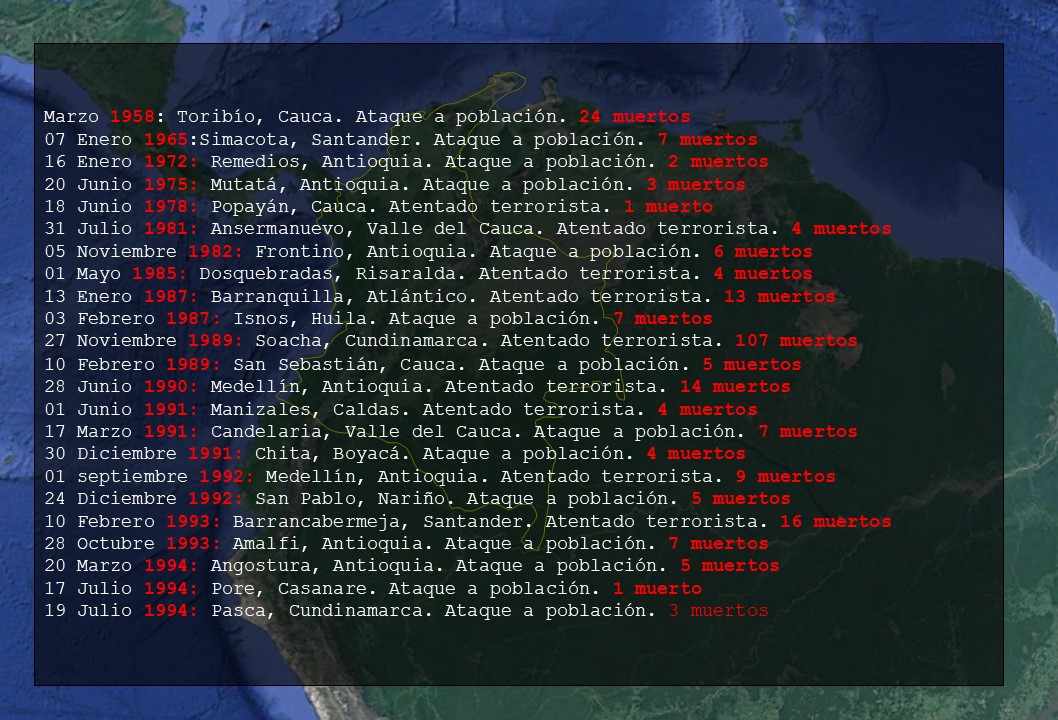 Marzo 1958: Toribío, Cauca. Ataque a población. 24 muertos
07 Enero 1965:Simacota, Santander. Ataque a población. 7 muertos
16 Enero 1972: Remedios, Antioquia. Ataque a población. 2 muertos
20 Junio 1975: Mutatá, Antioquia. Ataque a población. 3 muertos
18 Junio 1978: Popayán, Cauca. Atentado terrorista. 1 muerto
31 Julio 1981: Ansermanuevo, Valle del Cauca. Atentado terrorista. 4 muertos
05 Noviembre 1982: Frontino, Antioquia. Ataque a población. 6 muertos
01 Mayo 1985: Dosquebradas, Risaralda. Atentado terrorista. 4 muertos
13 Enero 1987: Barranquilla, Atlántico. Atentado terrorista. 13 muertos
03 Febrero 1987: Isnos, Huila. Ataque a población. 7 muertos
27 Noviembre 1989: Soacha, Cundinamarca. Atentado terrorista. 107 muertos
10 Febrero 1989: San Sebastián, Cauca. Ataque a población. 5 muertos
28 Junio 1990: Medellín, Antioquia. Atentado terrorista. 14 muertos
01 Junio 1991: Manizales, Caldas. Atentado terrorista. 4 muertos
17 Marzo 1991: Candelaria, Valle del Cauca. Ataque a población. 7 muertos
30 Diciembre 1991: Chita, Boyacá. Ataque a población. 4 muertos
01 septiembre 1992: Medellín, Antioquia. Atentado terrorista. 9 muertos
24 Diciembre 1992: San Pablo, Nariño. Ataque a población. 5 muertos
10 Febrero 1993: Barrancabermeja, Santander. Atentado terrorista. 16 muertos
28 Octubre 1993: Amalfi, Antioquia. Ataque a población. 7 muertos
20 Marzo 1994: Angostura, Antioquia. Ataque a población. 5 muertos
17 Julio 1994: Pore, Casanare. Ataque a población. 1 muerto
19 Julio 1994: Pasca, Cundinamarca. Ataque a población. 3 muertos